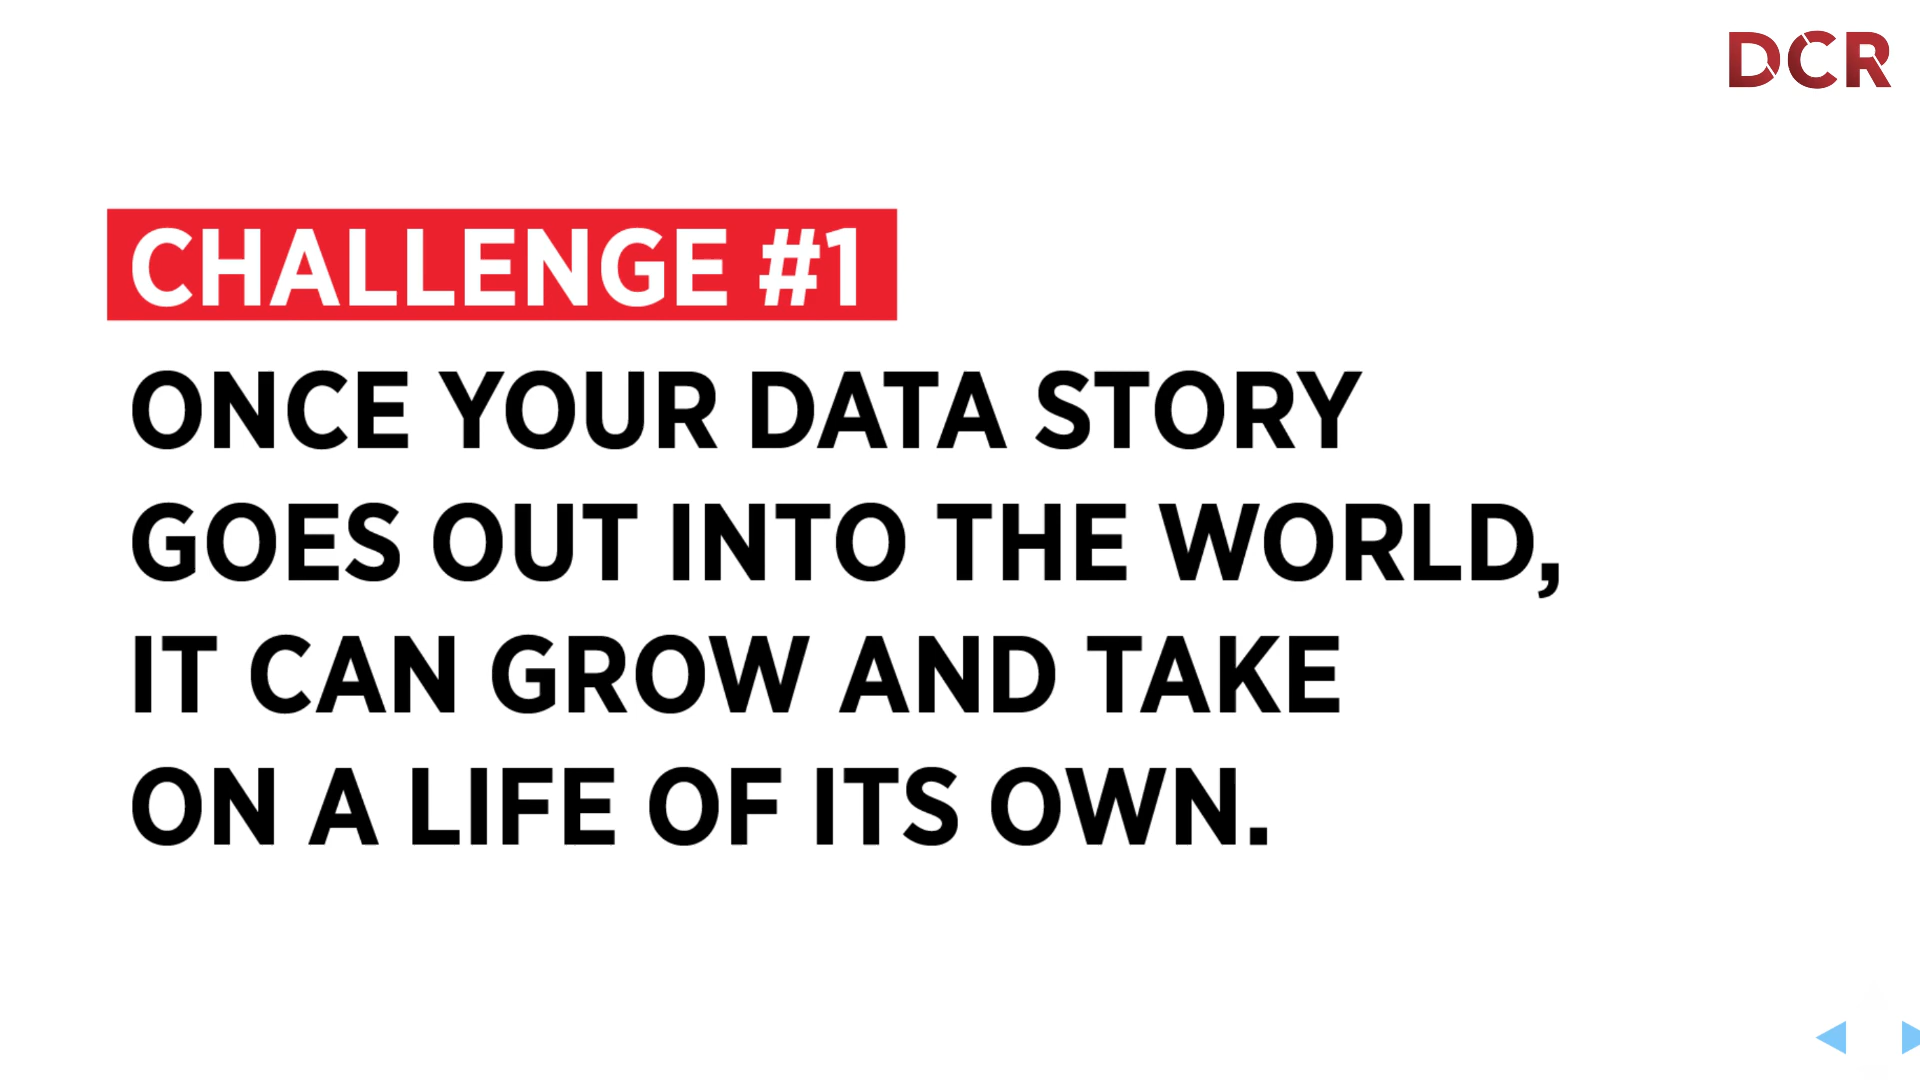 DCR
CHALLENGE #1
ONCE YOUR DATA STORY
GOES OUT INTO THE WORLD,
IT CAN GROW AND TAKE
ON A LIFE OF ITS OWN.